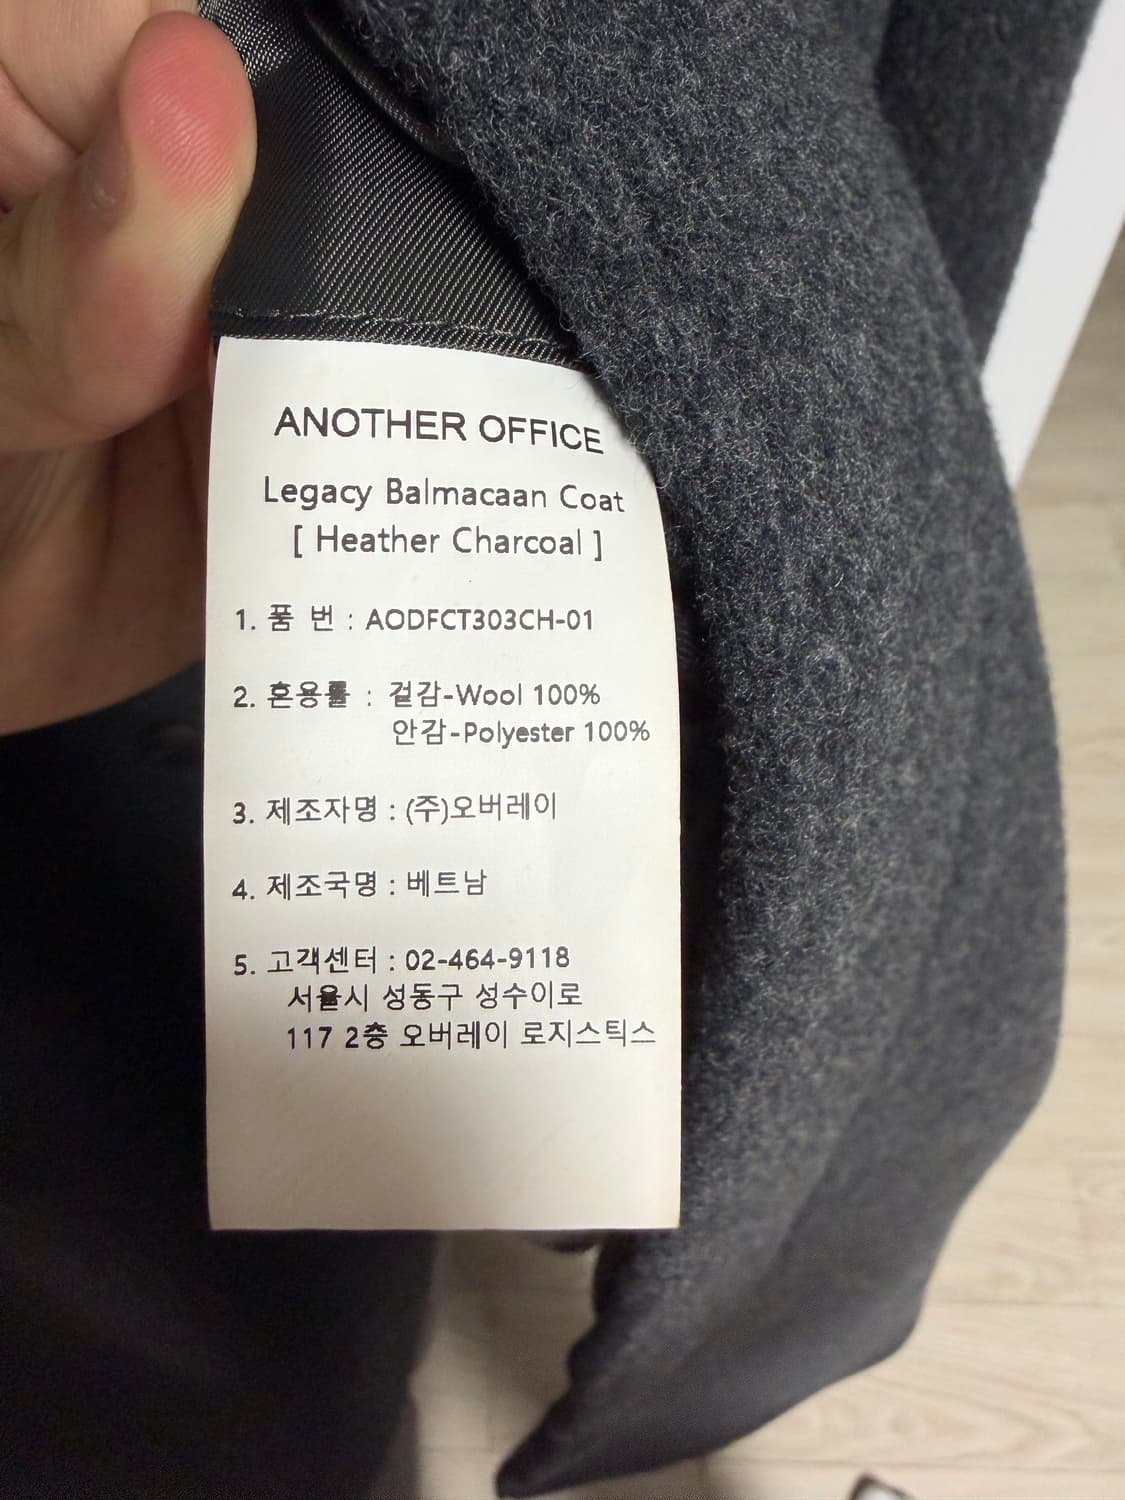 ANOTHER OFFICE
Legacy Balmacaan Coat
[ Heather Charcoal ]
1. 품 번 : AODFCT303CH-01
2. 혼용률 : 겉감-Wool 100%
안감-Polyester 100%
3. 제조자명 : (주)오버레이
4. 제조국명 : 베트남
5. 고객센터 : 02-464-9118
서울시 성동구 성수이로
117 2층 오버레이 로지스틱스